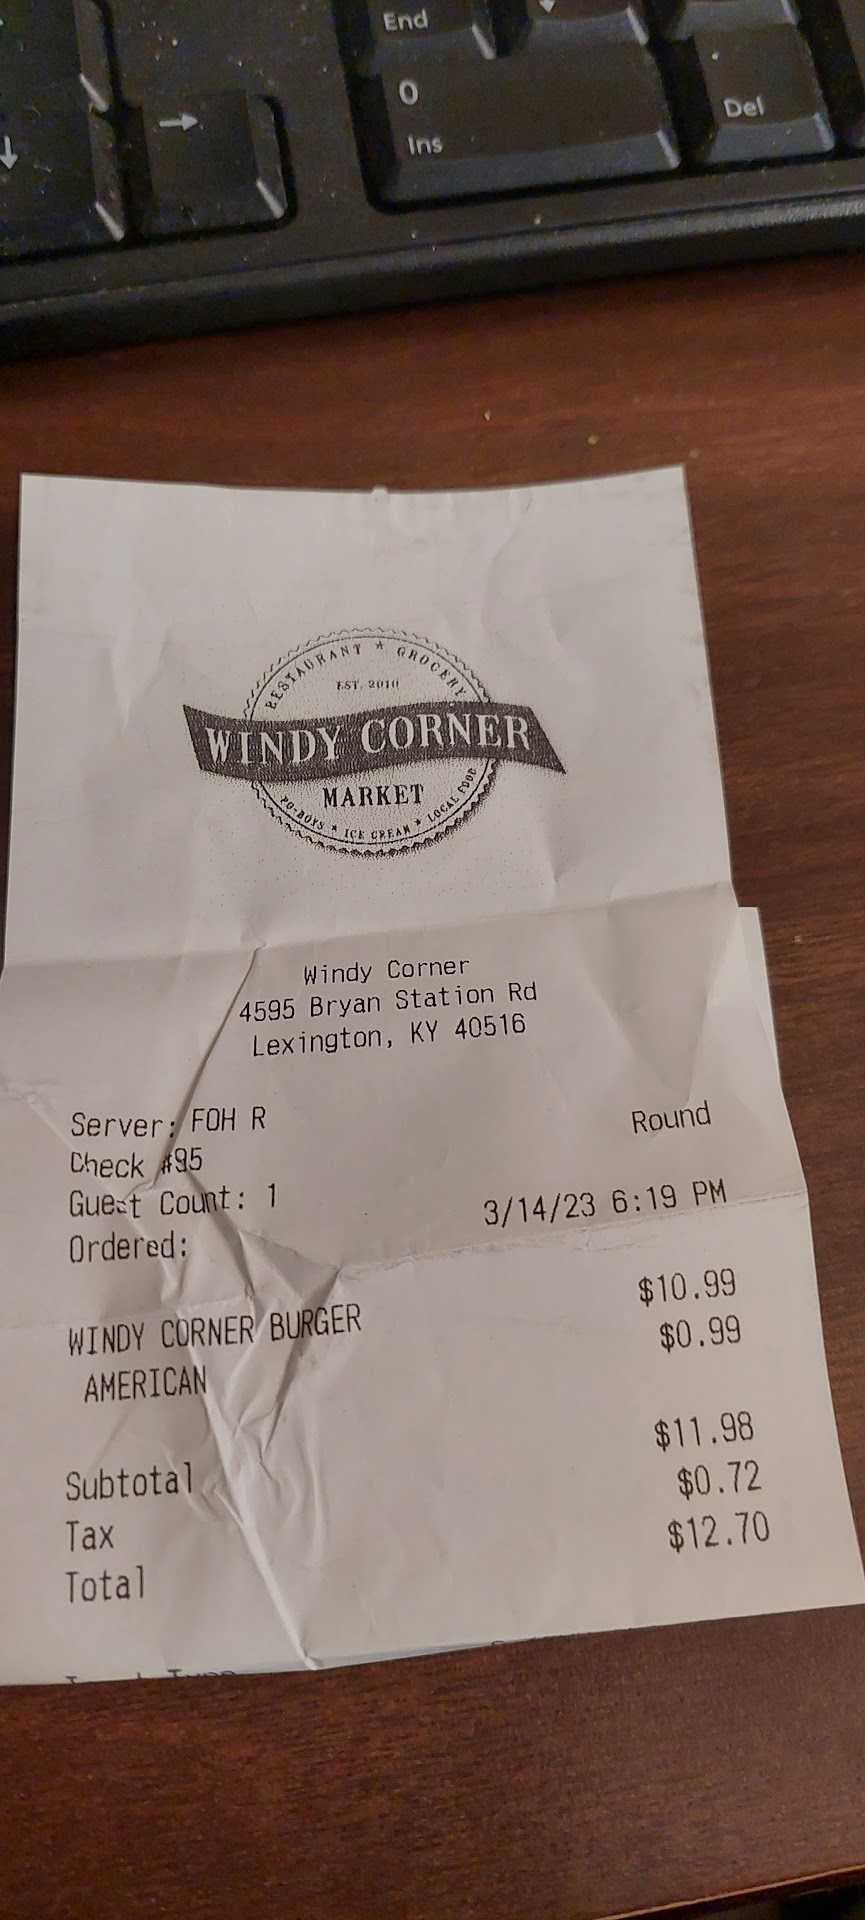 End
0
Ins
Del
→
↓
RESTAURANT ★ GROCERY
EST. 2010
WINDY CORNER
MARKET
PO-BOYS ★ ICE CREAM ★ LOCAL FOOD
Windy Corner
4595 Bryan Station Rd
Lexington, KY 40516
Server: FOH R Round
Check #95
Guest Count: 1
Ordered: 3/14/23 6:19 PM
WINDY CORNER BURGER $10.99
AMERICAN $0.99
Subtotal $11.98
Tax $0.72
Total $12.70